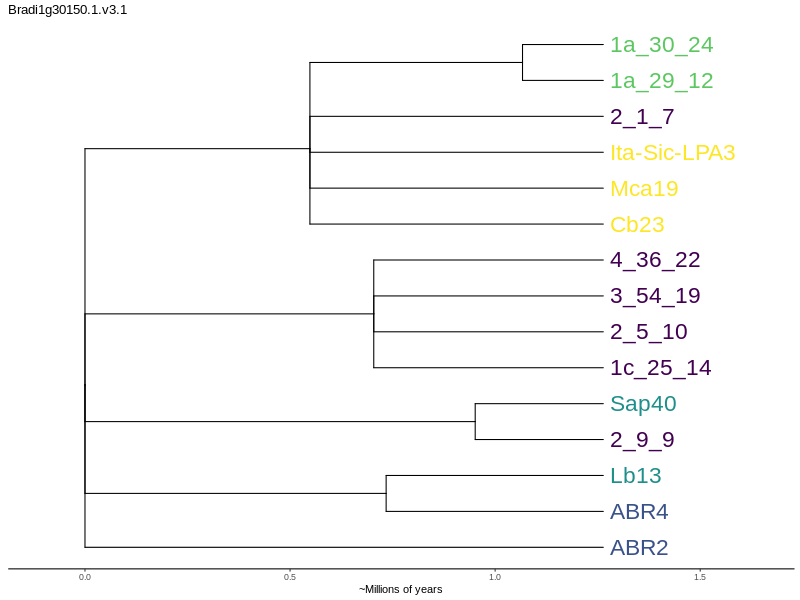 Bradi1g30150.1.v3.1
1a_30_24
1a_29_12
2_1_7
Ita-Sic-LPA3
Mca19
Cb23
4_36_22
3_54_19
2_5_10
1c_25_14
Sap40
2_9_9
Lb13
ABR4
ABR2
0.0 0.5 1.0 1.5
~Millions of years